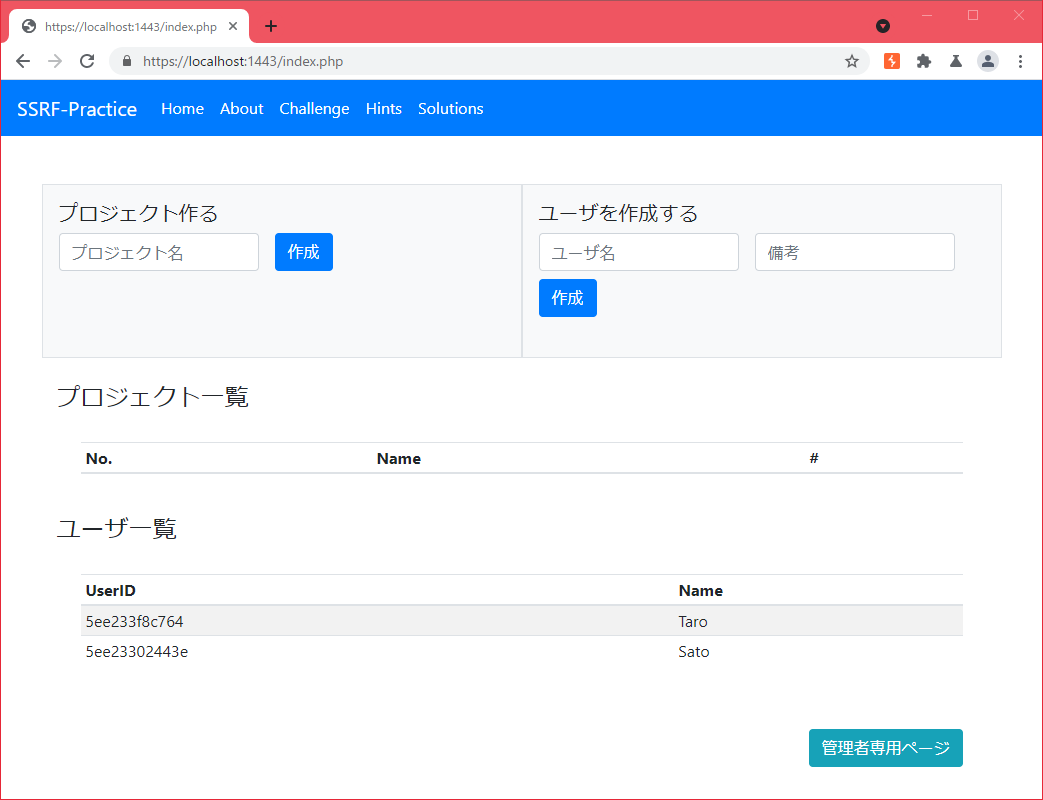 https://localhost:1443/index.php
https://localhost:1443/index.php
SSRF-Practice Home About Challenge Hints Solutions
プロジェクト作る
プロジェクト名 作成
ユーザを作成する
ユーザ名 備考
作成
プロジェクト一覧
No. Name #
ユーザ一覧
UserID Name
5ee233f8c764 Taro
5ee23302443e Sato
管理者専用ページ